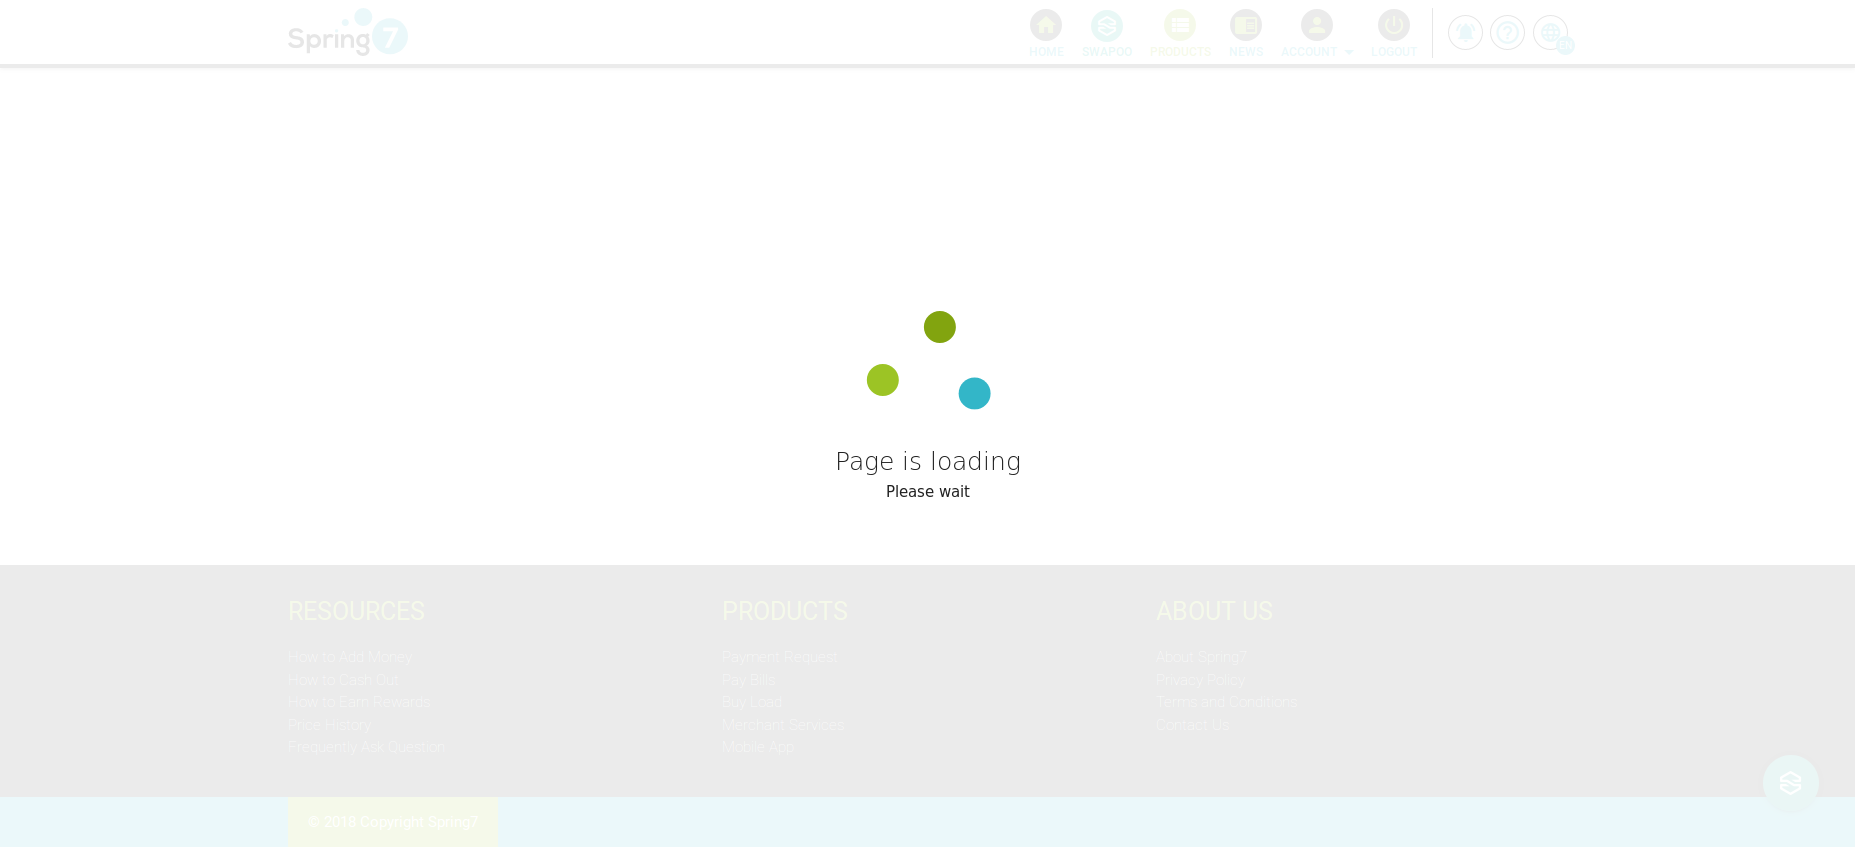 Spring7
HOME SWAPOO PRODUCTS NEWS ACCOUNT LOGOUT EN
Page is loading
Please wait
RESOURCES
How to Add Money
How to Cash Out
How to Earn Rewards
Price History
Frequently Ask Question
PRODUCTS
Payment Request
Pay Bills
Buy Load
Merchant Services
Mobile App
ABOUT US
About Spring7
Privacy Policy
Terms and Conditions
Contact Us
© 2018 Copyright Spring7